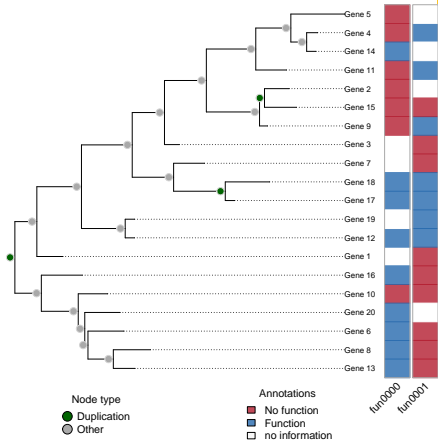 Gene 5
Gene 4
Gene 14
Gene 11
Gene 2
Gene 15
Gene 9
Gene 3
Gene 7
Gene 18
Gene 17
Gene 19
Gene 12
Gene 1
Gene 16
Gene 10
Gene 20
Gene 6
Gene 8
Gene 13
fun0000
fun0001
Node type
Duplication
Other
Annotations
No function
Function
no information